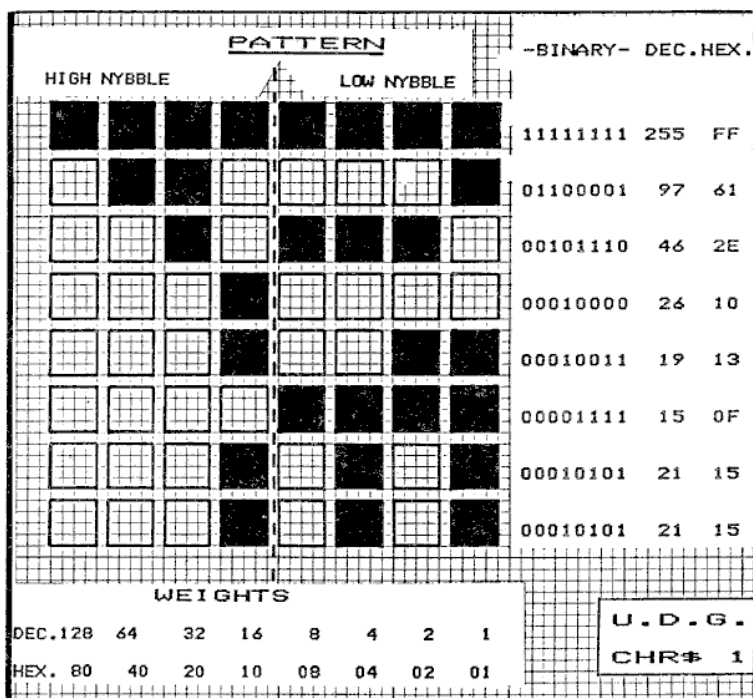 PATTERN
-BINARY- DEC.HEX.
HIGH NYBBLE LOW NYBBLE
11111111 255 FF
01100001 97 61
00101110 46 2E
00010000 26 10
00010011 19 13
00001111 15 0F
00010101 21 15
00010101 21 15
WEIGHTS
DEC.128 64 32 16 8 4 2 1
HEX. 80 40 20 10 08 04 02 01
U.D.G.
CHR$ 1